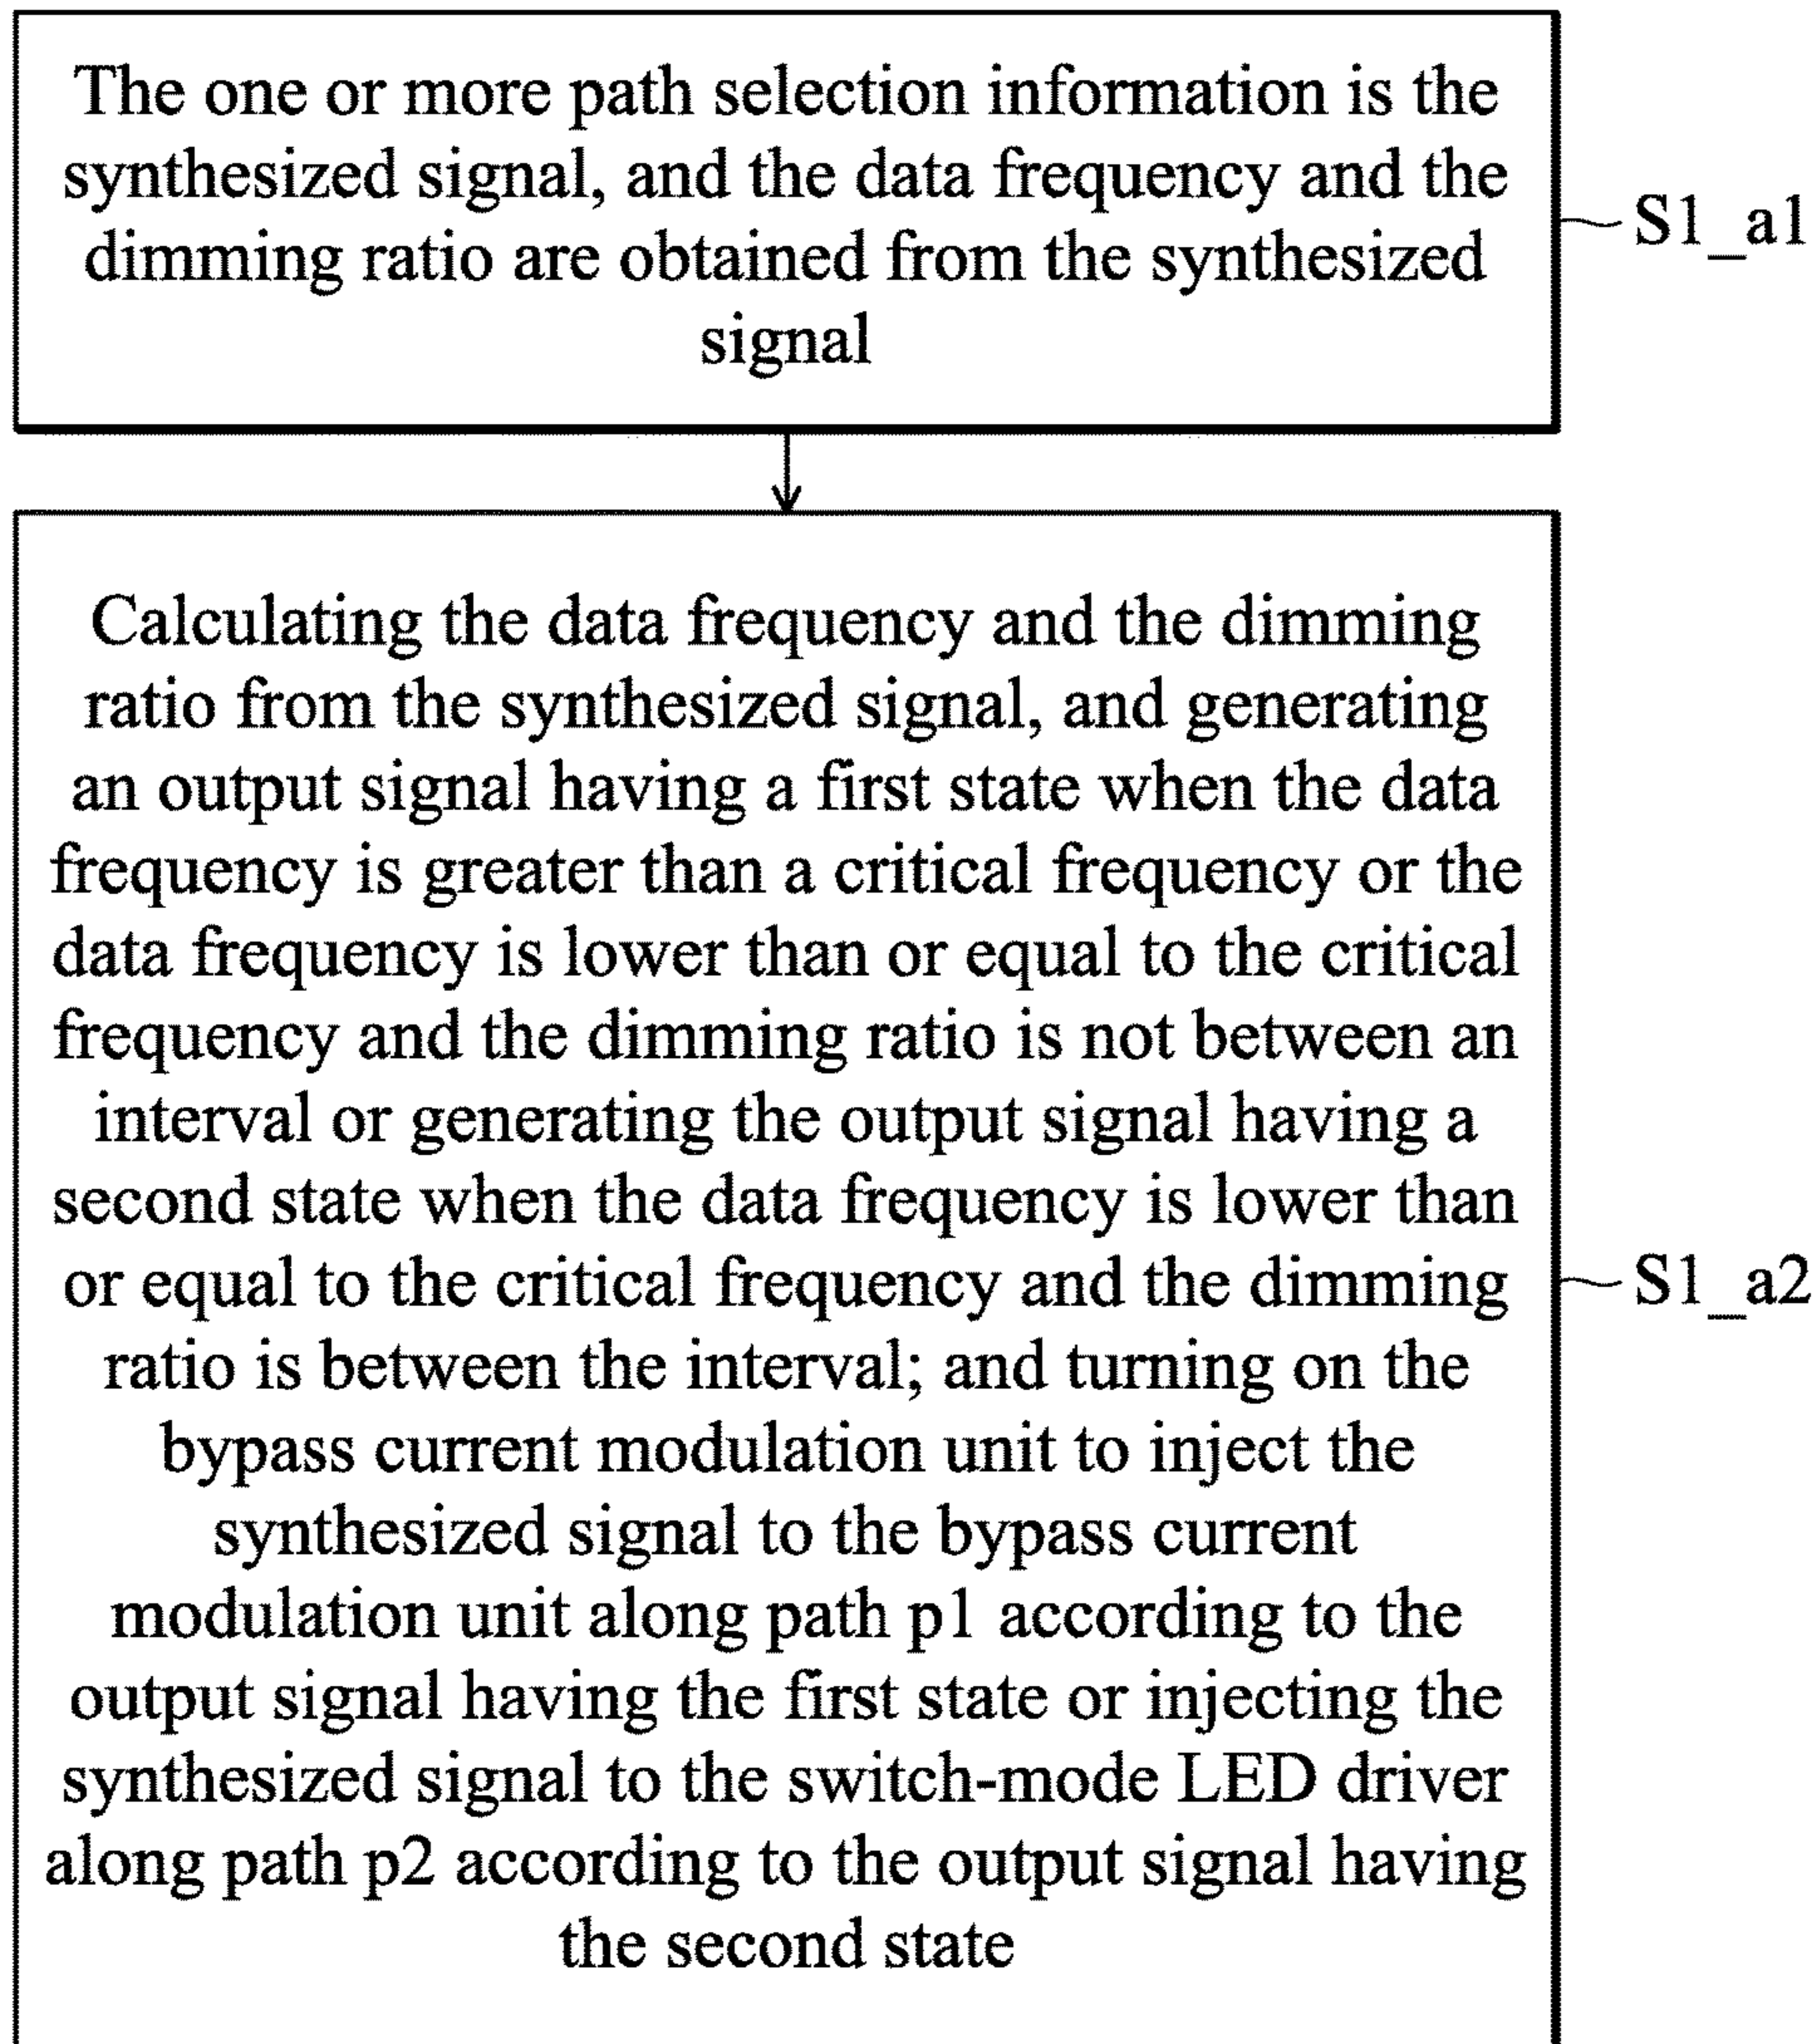 The one or more path selection information is the
synthesized signal, and the data frequency and the
dimming ratio are obtained from the synthesized
signal
S1_a1
Calculating the data frequency and the dimming
ratio from the synthesized signal, and generating
an output signal having a first state when the data
frequency is greater than a critical frequency or the
data frequency is lower than or equal to the critical
frequency and the dimming ratio is not between an
interval or generating the output signal having a
second state when the data frequency is lower than
or equal to the critical frequency and the dimming
ratio is between the interval; and turning on the
bypass current modulation unit to inject the
synthesized signal to the bypass current
modulation unit along path p1 according to the
output signal having the first state or injecting the
synthesized signal to the switch-mode LED driver
along path p2 according to the output signal having
the second state
S1_a2